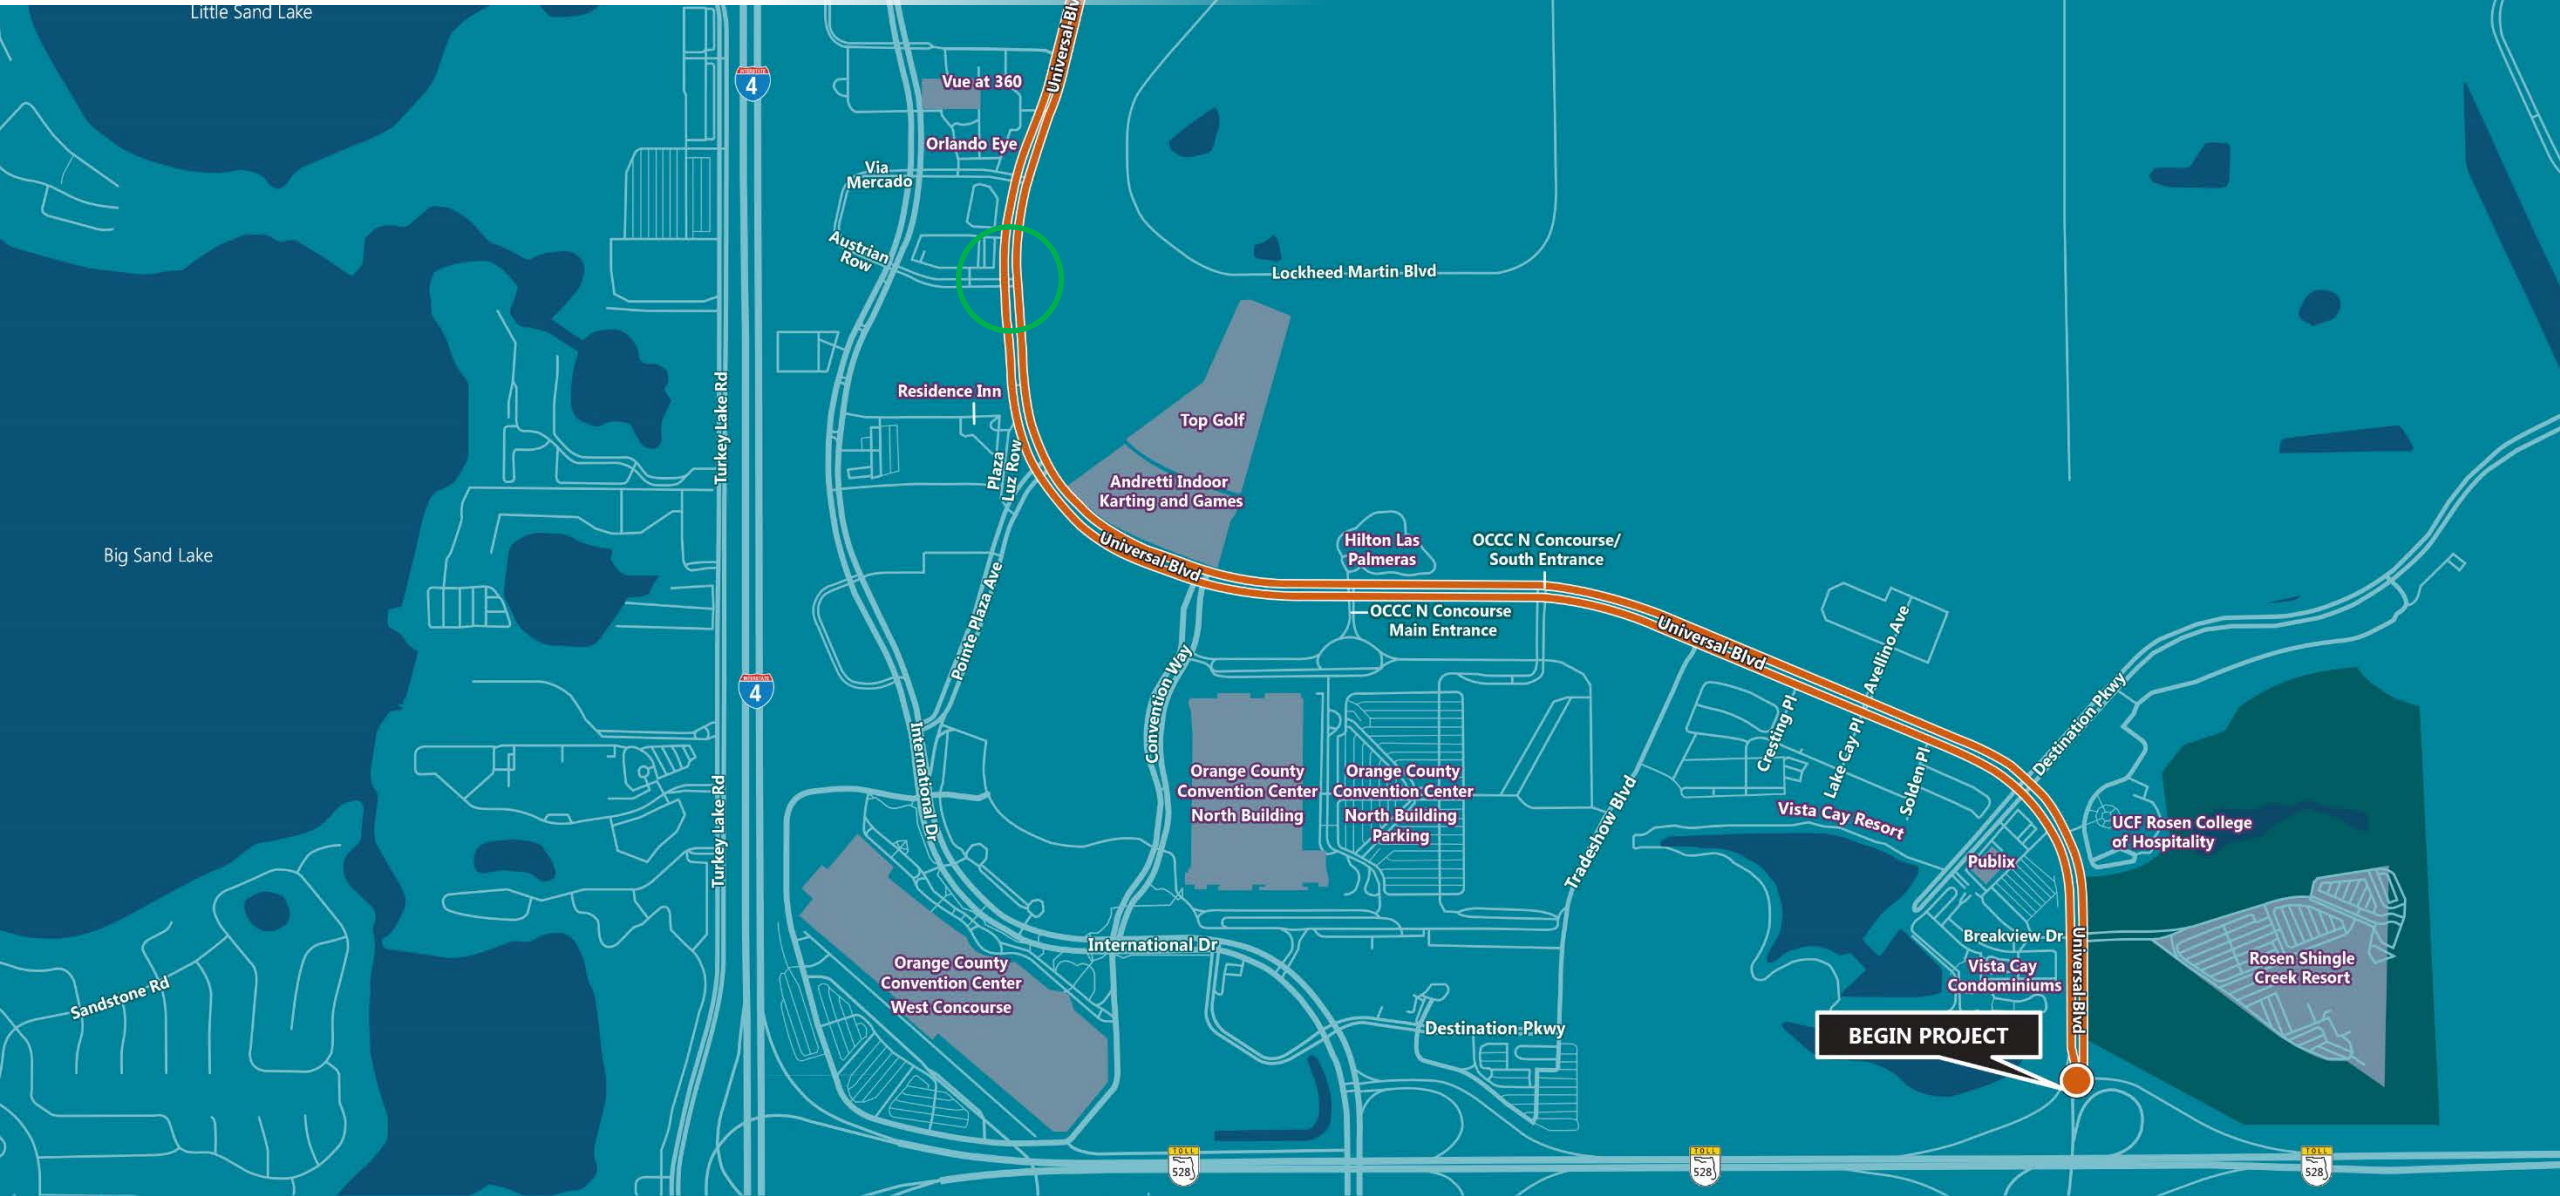 Little Sand Lake
Universal Blv
INTERSTATE
4
Vue at 360
Orlando Eye
Via
Mercado
Austrian
Row
Lockheed Martin Blvd
Turkey Lake Rd
Residence Inn
Top Golf
Plaza
Luz Row
Andretti Indoor
Karting and Games
Big Sand Lake
Universal Blvd
Hilton Las
Palmeras
OCCC N Concourse/
South Entrance
OCCC N Concourse
Main Entrance
Pointe Plaza Ave
Universal Blvd
Avellino Ave
INTERSTATE
4
Convention Way
International Dr
Cresting Pl
Lake Cay Pl
Solden Pl
Destination Pkwy
Orange County
Convention Center
North Building
Orange County
Convention Center
North Building
Parking
Turkey Lake Rd
Tradeshow Blvd
Vista Cay Resort
UCF Rosen College
of Hospitality
Publix
International Dr
Breakview Dr
Universal Blvd
Vista Cay
Condominiums
Rosen Shingle
Creek Resort
Orange County
Convention Center
West Concourse
Sandstone Rd
Destination Pkwy
BEGIN PROJECT
TOLL
528
TOLL
528
TOLL
528